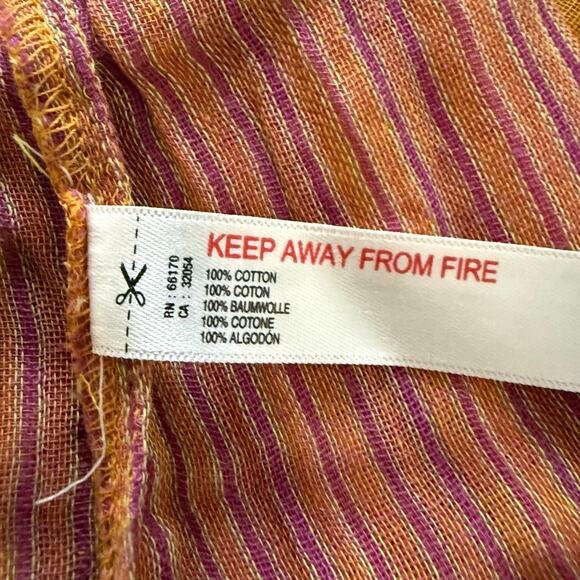 RN : 66170
CA : 32054
KEEP AWAY FROM FIRE
100% COTTON
100% COTON
100% BAUMWOLLE
100% COTONE
100% ALGODÓN